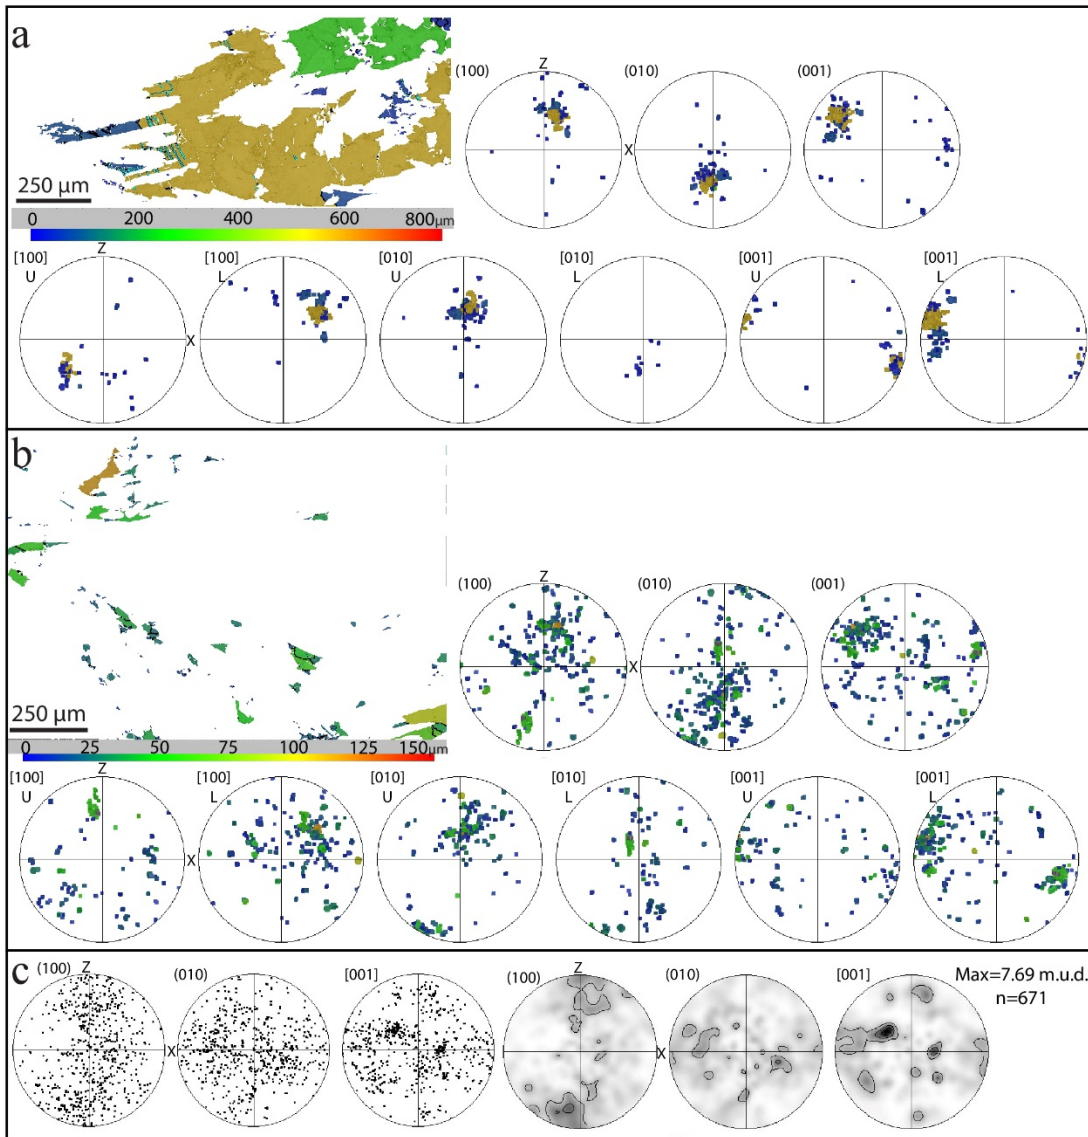 a
(100) Z (010) (001)
X
250 µm
0 200 400 600 800µm
[100] U Z [100] L [010] U [010] L [001] U [001] L
X
b
(100) Z (010) (001)
X
250 µm
0 25 50 75 100 125 150µm
[100] U Z [100] L [010] U [010] L [001] U [001] L
X
c
(100) Z (010) [001] (100) Z (010) [001] Max=7.69 m.u.d.
n=671
X X